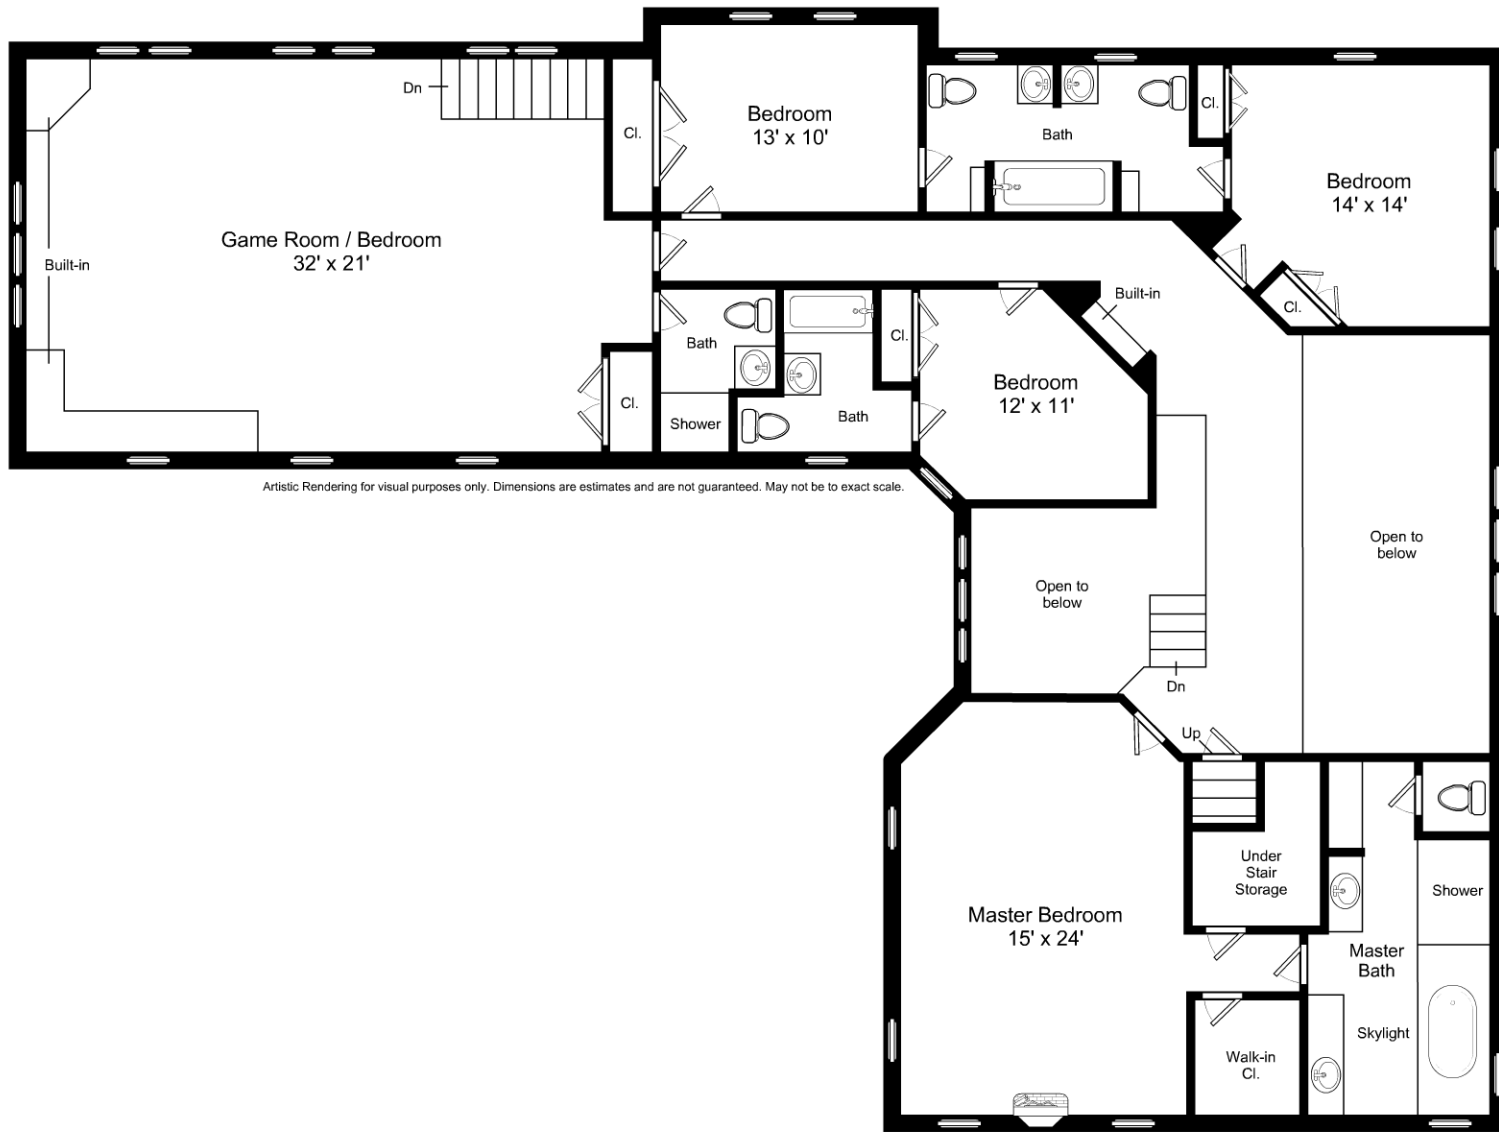 Dn
Cl.
Bedroom
13' x 10'
Bath
Cl.
Bedroom
14' x 14'
Game Room / Bedroom
32' x 21'
Built-in
Built-in
Cl.
Bath
Cl.
Bedroom
12' x 11'
Cl.
Shower
Bath
Artistic Rendering for visual purposes only. Dimensions are estimates and are not guaranteed. May not be to exact scale.
Open to
below
Open to
below
Dn
Up
Under
Stair
Storage
Shower
Master Bedroom
15' x 24'
Master
Bath
Skylight
Walk-in
Cl.